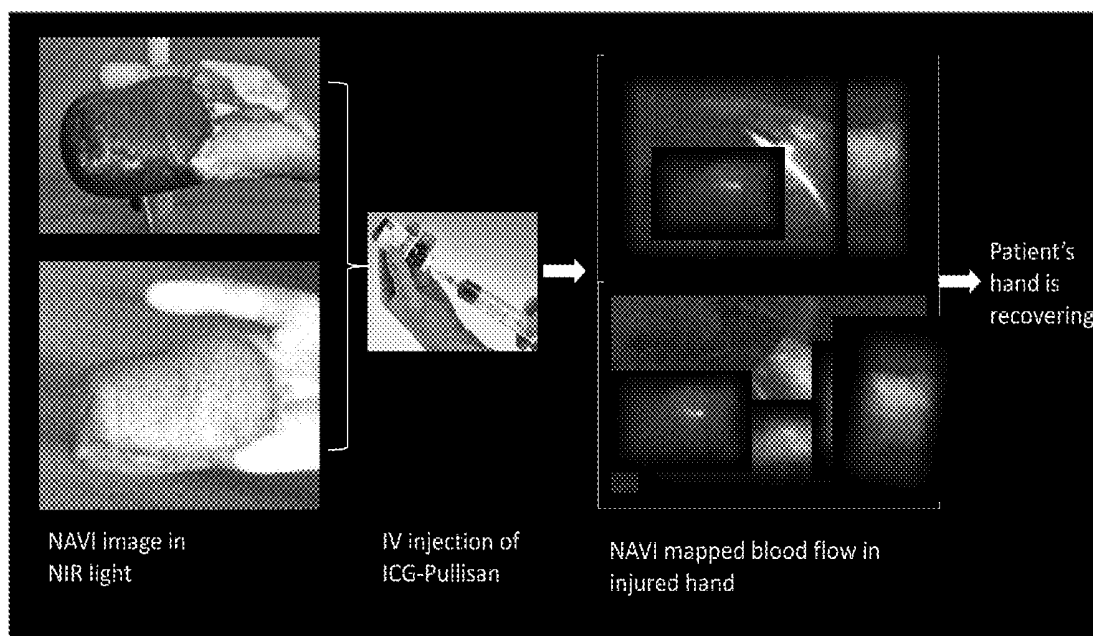 Patient's
hand is
recovering
NAVI image in
NIR light
IV injection of
ICG-Pullisan
NAVI mapped blood flow in
injured hand